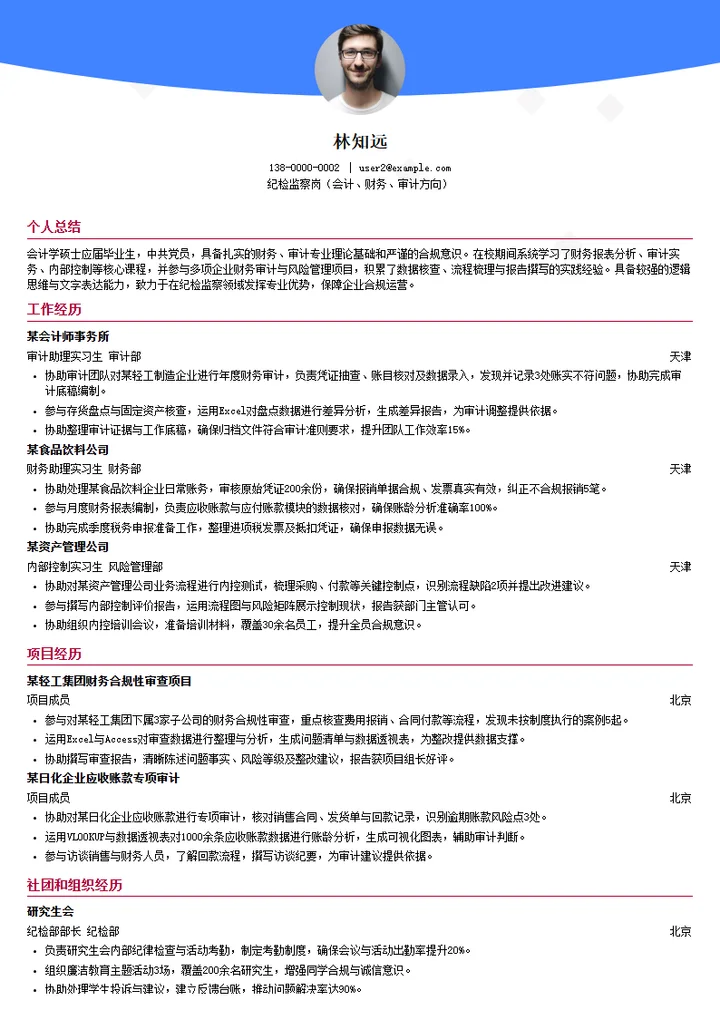 林知远
138-0000-0002 | user2@example.com
纪检监察岗（会计、财务、审计方向）
个人总结
会计学硕士应届毕业生，中共党员，具备扎实的财务、审计专业理论基础和严谨的合规意识。在校期间系统学习了财务报表分析、审计实
务、内部控制等核心课程，并参与多项企业财务审计与风险管理项目，积累了数据核查、流程梳理与报告撰写的实践经验。具备较强的逻辑
思维与文字表达能力，致力于在纪检监察领域发挥专业优势，保障企业合规运营。
工作经历
某会计师事务所
审计助理实习生 审计部 天津
• 协助审计团队对某轻工制造企业进行年度财务审计，负责凭证抽查、账目核对及数据录入，发现并记录3处账实不符问题，协助完成审
计底稿编制。
• 参与存货盘点与固定资产核查，运用Excel对盘点数据进行差异分析，生成差异报告，为审计调整提供依据。
• 协助整理审计证据与工作底稿，确保归档文件符合审计准则要求，提升团队工作效率15%。
某食品饮料公司
财务助理实习生 财务部 天津
• 协助处理某食品饮料企业日常账务，审核原始凭证200余份，确保报销单据合规、发票真实有效，纠正不合规报销5笔。
• 参与月度财务报表编制，负责应收账款与应付账款模块的数据核对，确保账龄分析准确率100%。
• 协助完成季度税务申报准备工作，整理进项税发票及抵扣凭证，确保申报数据无误。
某资产管理公司
内部控制实习生 风险管理部 天津
• 协助对某资产管理公司业务流程进行内控测试，梳理采购、付款等关键控制点，识别流程缺陷2项并提出改进建议。
• 参与撰写内部控制评价报告，运用流程图与风险矩阵展示控制现状，报告获部门主管认可。
• 协助组织内控培训会议，准备培训材料，覆盖30余名员工，提升全员合规意识。
项目经历
某轻工集团财务合规性审查项目
项目成员 北京
• 参与对某轻工集团下属3家子公司的财务合规性审查，重点核查费用报销、合同付款等流程，发现未按制度执行的案例5起。
• 运用Excel与Access对审查数据进行整理与分析，生成问题清单与数据透视表，为整改提供数据支撑。
• 协助撰写审查报告，清晰陈述问题事实、风险等级及整改建议，报告获项目组长好评。
某日化企业应收账款专项审计
项目成员 北京
• 协助对某日化企业应收账款进行专项审计，核对销售合同、发货单与回款记录，识别逾期账款风险点3处。
• 运用VLOOKUP与数据透视表对1000余条应收账款数据进行账龄分析，生成可视化图表，辅助审计判断。
• 参与访谈销售与财务人员，了解回款流程，撰写访谈纪要，为审计建议提供依据。
社团和组织经历
研究生会
纪检部部长 纪检部 北京
• 负责研究生会内部纪律检查与活动考勤，制定考勤制度，确保会议与活动出勤率提升20%。
• 组织廉洁教育主题活动3场，覆盖200余名研究生，增强同学合规与诚信意识。
• 协助处理学生投诉与建议，建立反馈台账，推动问题解决率达90%。